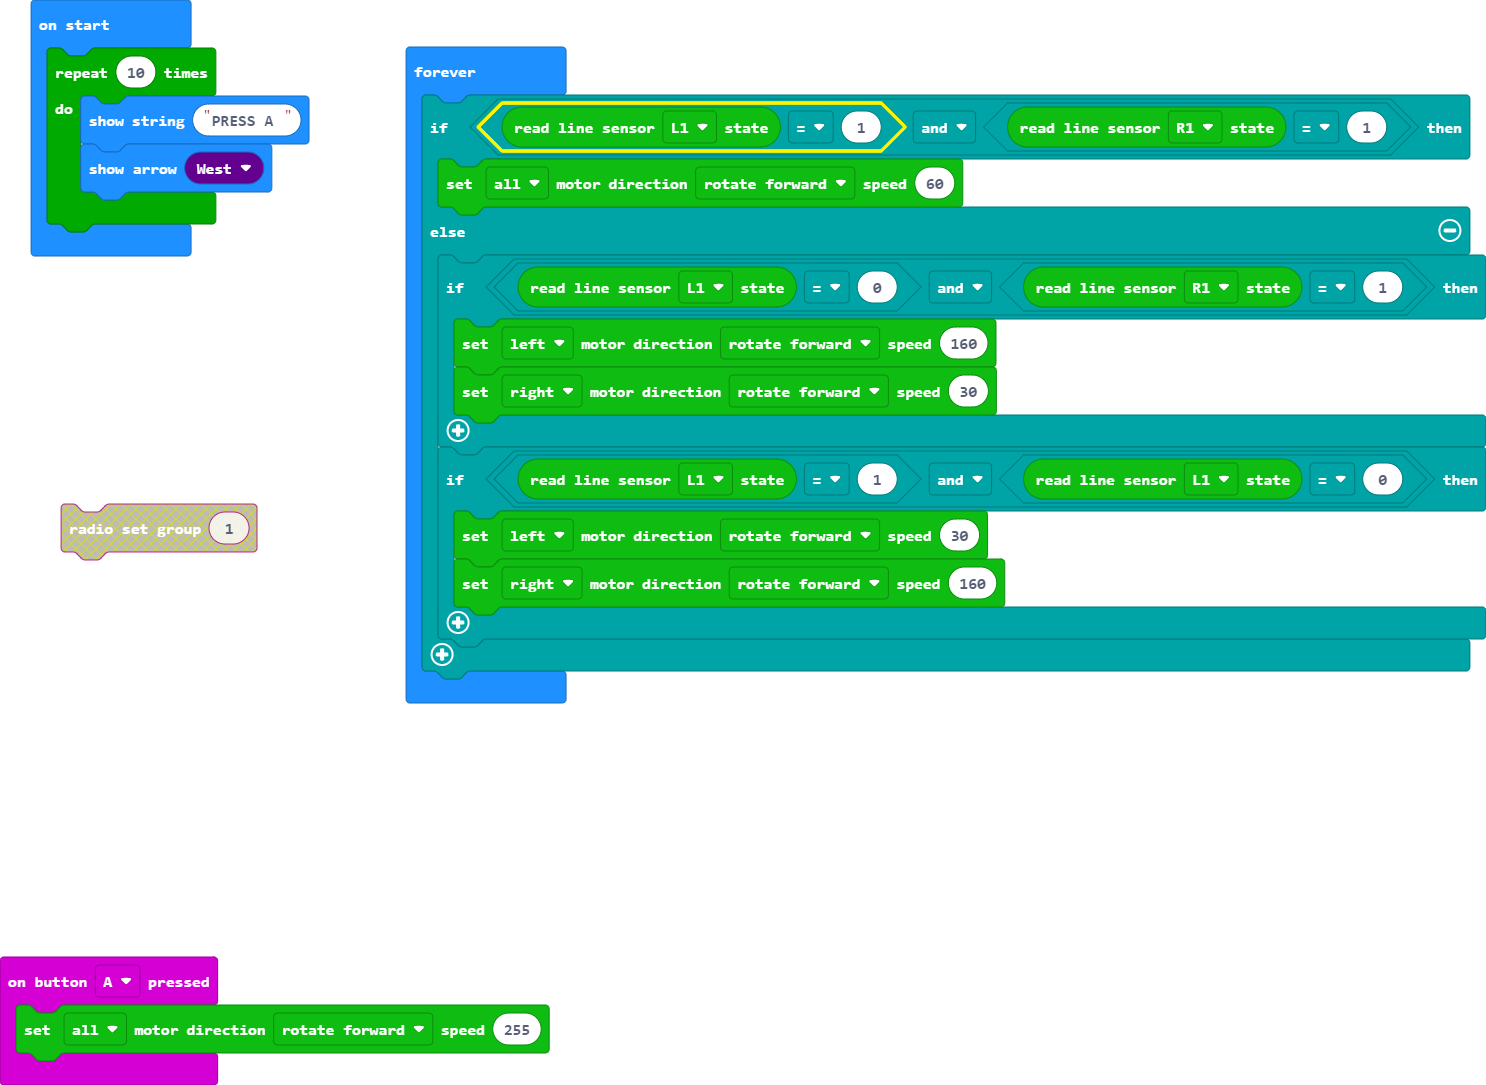 on start
repeat 10 times
do
show string "PRESS A "
show arrow West
forever
if read line sensor L1 state = 1 and read line sensor R1 state = 1 then
set all motor direction rotate forward speed 60
else
if read line sensor L1 state = 0 and read line sensor R1 state = 1 then
set left motor direction rotate forward speed 160
set right motor direction rotate forward speed 30
if read line sensor L1 state = 1 and read line sensor L1 state = 0 then
set left motor direction rotate forward speed 30
set right motor direction rotate forward speed 160
radio set group 1
on button A pressed
set all motor direction rotate forward speed 255